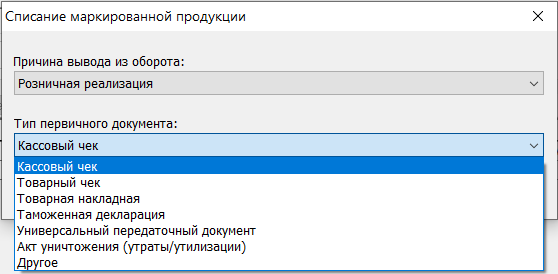 Списание маркированной продукции
Причина вывода из оборота:
Розничная реализация
Тип первичного документа:
Кассовый чек
Кассовый чек
Товарный чек
Товарная накладная
Таможенная декларация
Универсальный передаточный документ
Акт уничтожения (утраты/утилизации)
Другое